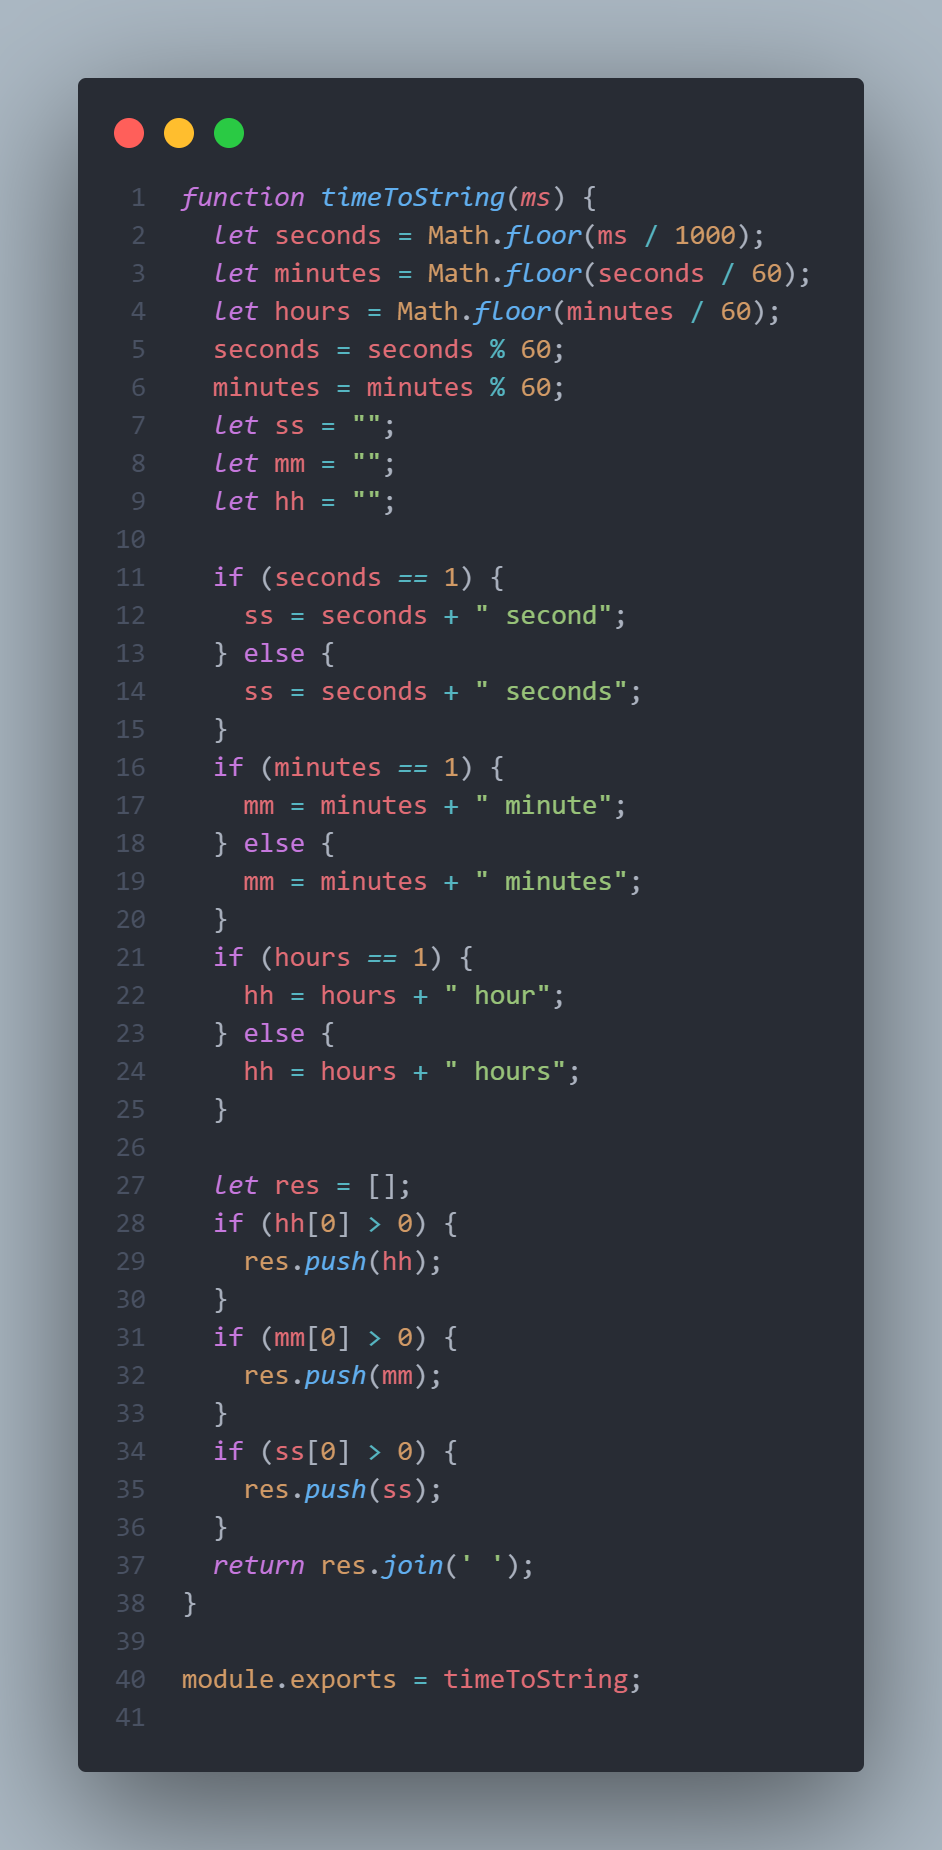 1 function timeToString(ms) {
2   let seconds = Math.floor(ms / 1000);
3   let minutes = Math.floor(seconds / 60);
4   let hours = Math.floor(minutes / 60);
5   seconds = seconds % 60;
6   minutes = minutes % 60;
7   let ss = "";
8   let mm = "";
9   let hh = "";
10
11   if (seconds == 1) {
12     ss = seconds + " second";
13   } else {
14     ss = seconds + " seconds";
15   }
16   if (minutes == 1) {
17     mm = minutes + " minute";
18   } else {
19     mm = minutes + " minutes";
20   }
21   if (hours == 1) {
22     hh = hours + " hour";
23   } else {
24     hh = hours + " hours";
25   }
26
27   let res = [];
28   if (hh[0] > 0) {
29     res.push(hh);
30   }
31   if (mm[0] > 0) {
32     res.push(mm);
33   }
34   if (ss[0] > 0) {
35     res.push(ss);
36   }
37   return res.join(' ');
38 }
39
40 module.exports = timeToString;
41